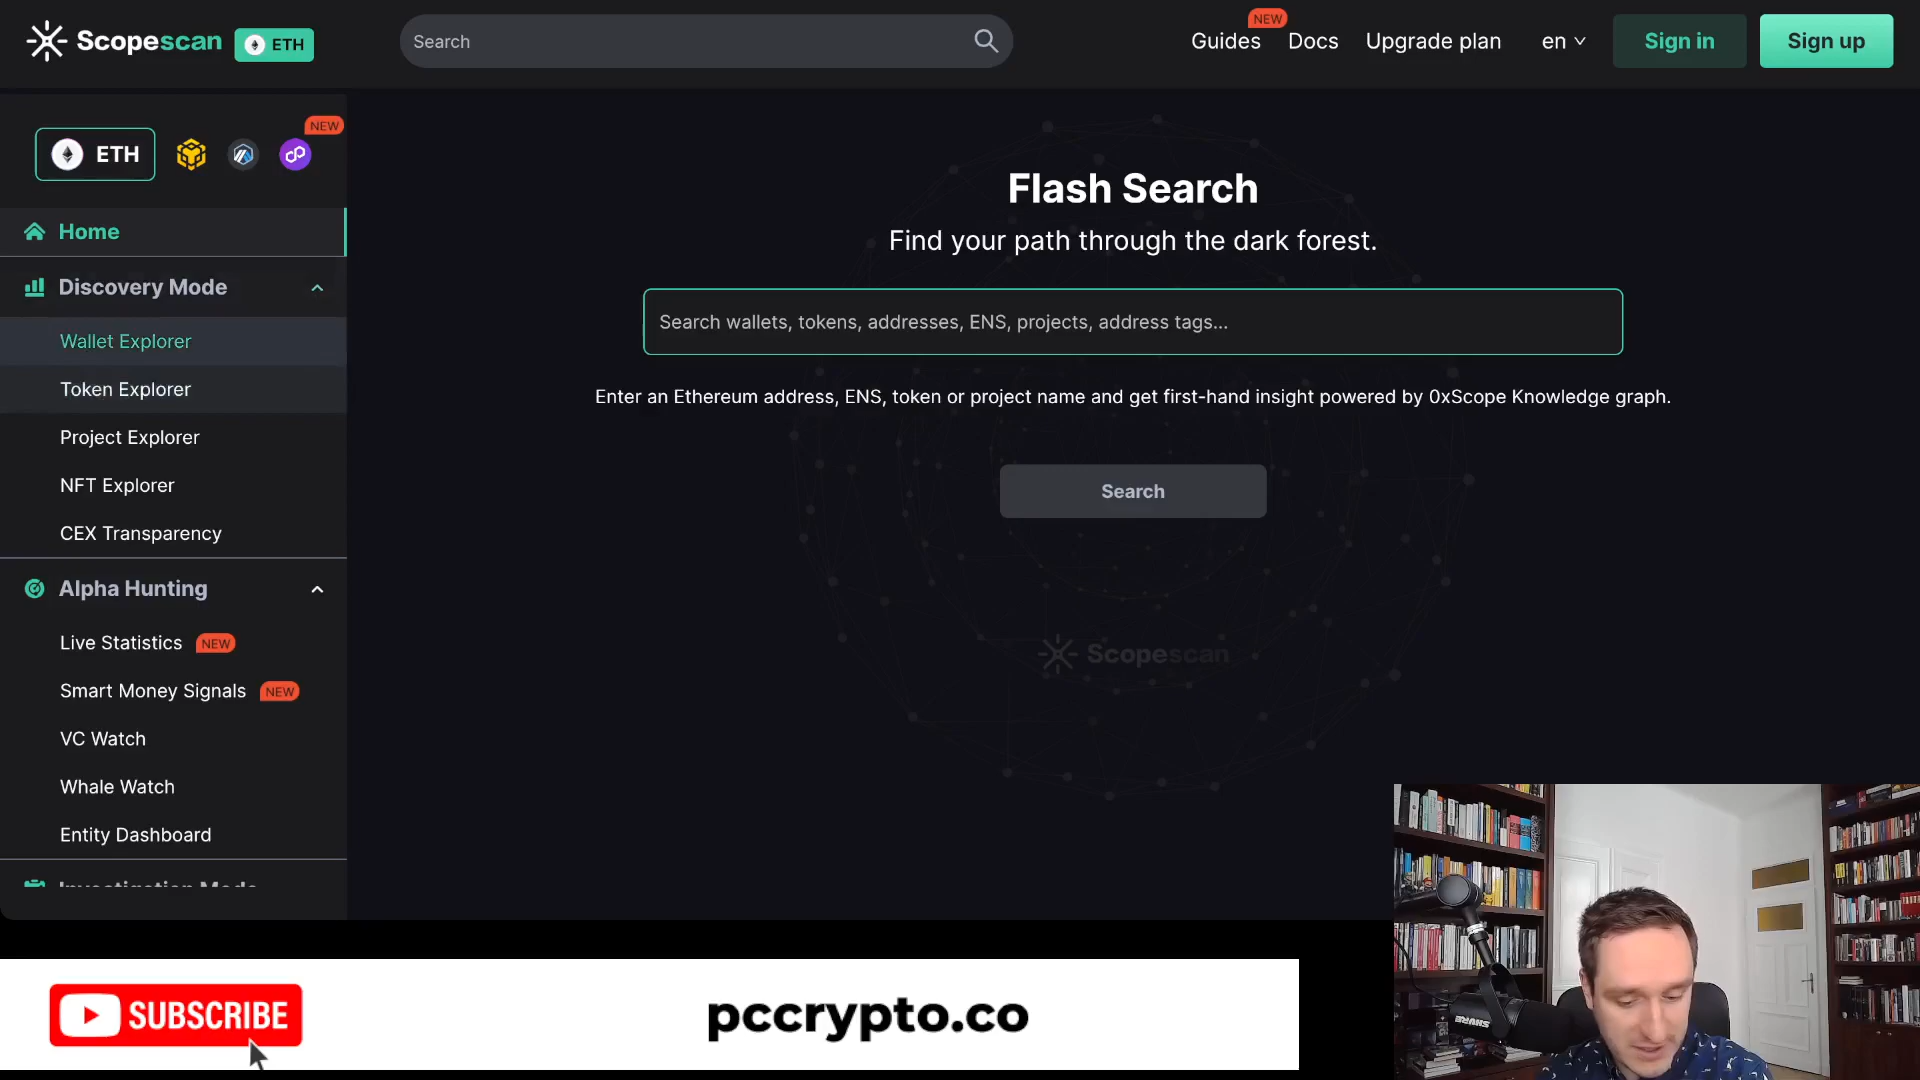 Scopescan
ETH
Search
Guides
NEW
Docs
Upgrade plan
en
Sign in
Sign up
ETH
NEW
Home
Discovery Mode
Wallet Explorer
Token Explorer
Project Explorer
NFT Explorer
CEX Transparency
Alpha Hunting
Live Statistics NEW
Smart Money Signals NEW
VC Watch
Whale Watch
Entity Dashboard
Investigation Mode
Flash Search
Find your path through the dark forest.
Search wallets, tokens, addresses, ENS, projects, address tags...
Enter an Ethereum address, ENS, token or project name and get first-hand insight powered by 0xScope Knowledge graph.
Search
Scopescan
SUBSCRIBE
pccrypto.co
SHURE